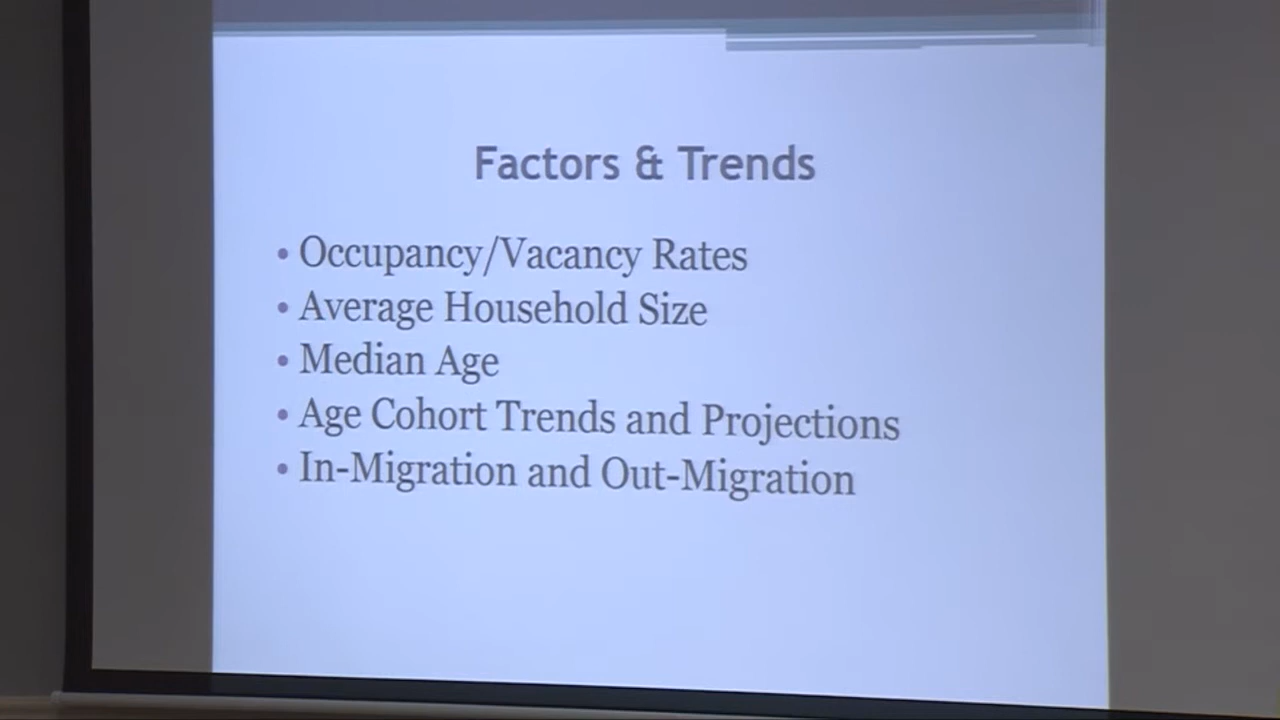 Factors & Trends
• Occupancy/Vacancy Rates
• Average Household Size
• Median Age
• Age Cohort Trends and Projections
• In-Migration and Out-Migration